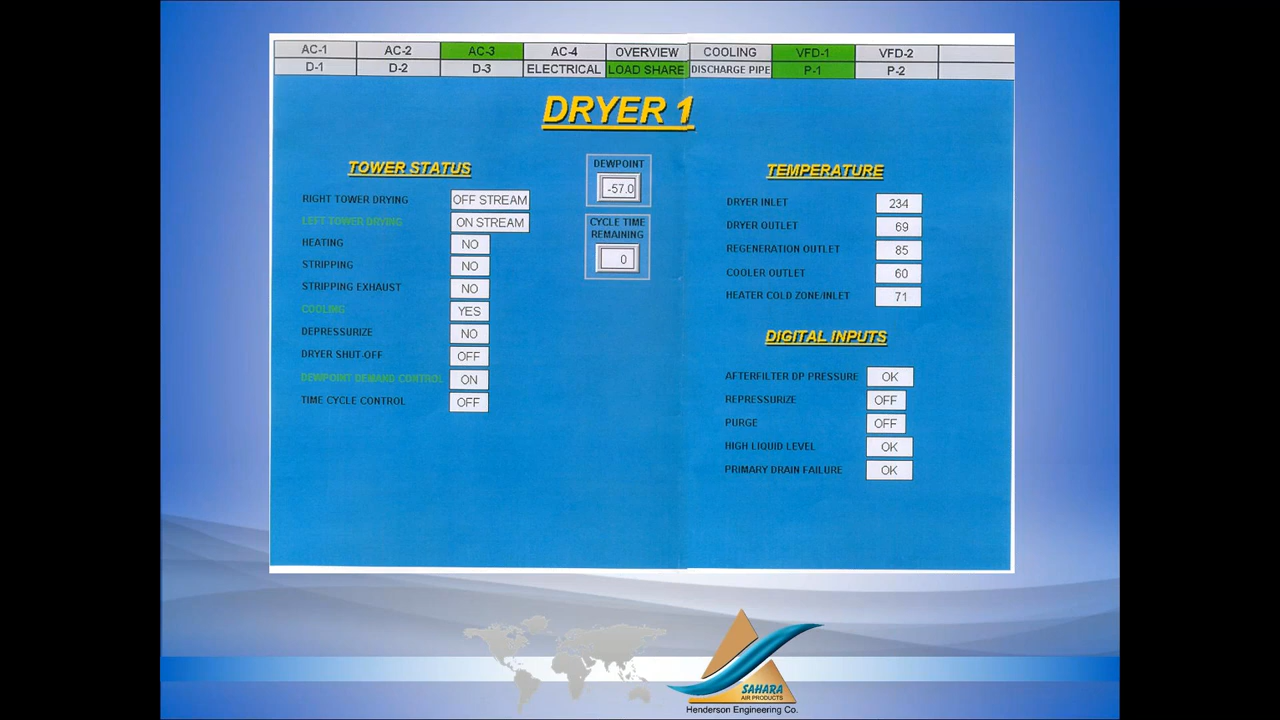 AC-1 AC-2 AC-3 AC-4 OVERVIEW COOLING VFD-1 VFD-2
D-1 D-2 D-3 ELECTRICAL LOAD SHARE DISCHARGE PIPE P-1 P-2
DRYER 1
TOWER STATUS
RIGHT TOWER DRYING OFF STREAM
LEFT TOWER DRYING ON STREAM
HEATING NO
STRIPPING NO
STRIPPING EXHAUST NO
COOLING YES
DEPRESSURIZE NO
DRYER SHUT-OFF OFF
DEWPOINT DEMAND CONTROL ON
TIME CYCLE CONTROL OFF
DEWPOINT
-57.0
CYCLE TIME
REMAINING
0
TEMPERATURE
DRYER INLET 234
DRYER OUTLET 69
REGENERATION OUTLET 85
COOLER OUTLET 60
HEATER COLD ZONE/INLET 71
DIGITAL INPUTS
AFTERFILTER DP PRESSURE OK
REPRESSURIZE OFF
PURGE OFF
HIGH LIQUID LEVEL OK
PRIMARY DRAIN FAILURE OK
SAHARA
AIR PRODUCTS
Henderson Engineering Co.